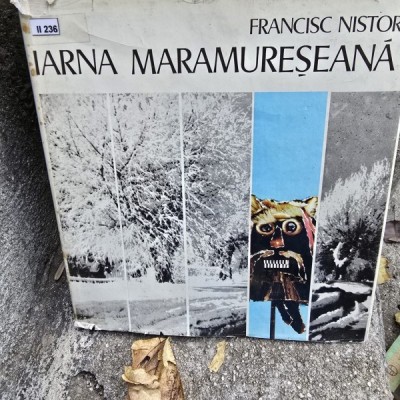 II 236
FRANCISC NISTOR
IARNA MARAMUREȘEANĂ